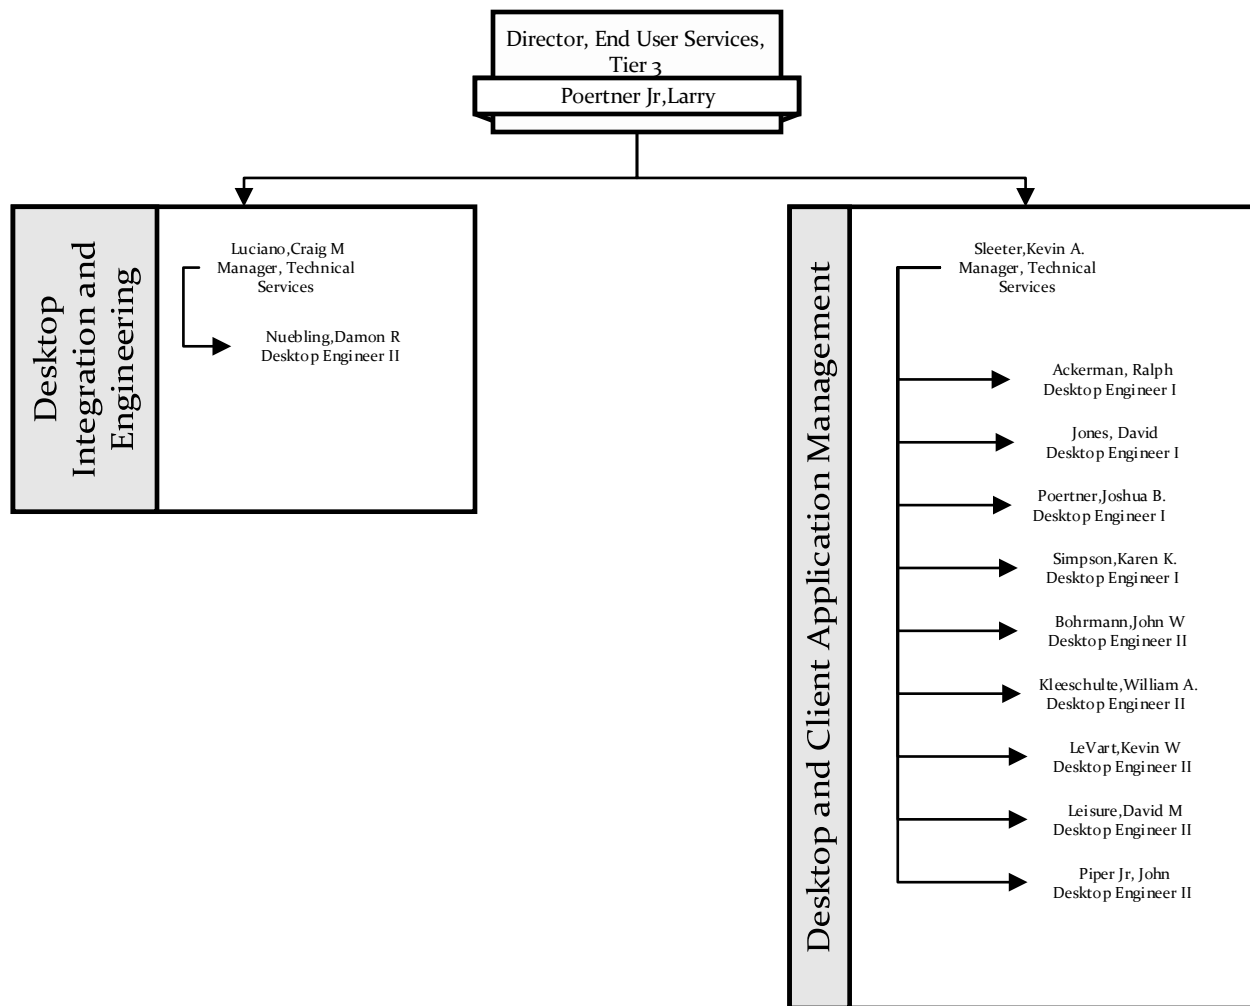 Director, End User Services,
Tier 3
Poertner Jr,Larry
Desktop
Integration and
Engineering
Luciano,Craig M
Manager, Technical
Services
Nuebling,Damon R
Desktop Engineer II
Desktop and Client Application Management
Sleeter,Kevin A.
Manager, Technical
Services
Ackerman, Ralph
Desktop Engineer I
Jones, David
Desktop Engineer I
Poertner,Joshua B.
Desktop Engineer I
Simpson,Karen K.
Desktop Engineer I
Bohrmann,John W
Desktop Engineer II
Kleeschulte,William A.
Desktop Engineer II
LeVart,Kevin W
Desktop Engineer II
Leisure,David M
Desktop Engineer II
Piper Jr, John
Desktop Engineer II